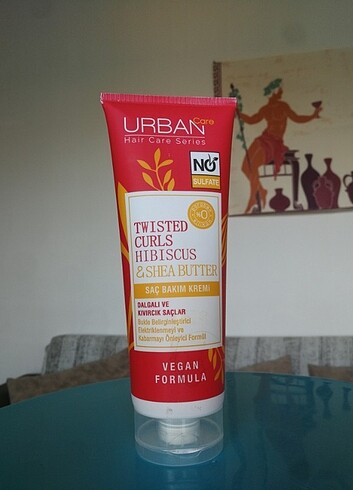 URBAN Care
Hair Care Series
NO
SULFATE
TWISTED
CURLS
HIBISCUS
& SHEA BUTTER
%0
SAÇ BAKIM KREMİ
DALGALI VE
KIVIRCIK SAÇLAR
Bukle Belirginleştirici
Elektriklenmeyi ve
Kabarmayı Önleyici Formül
VEGAN
FORMULA